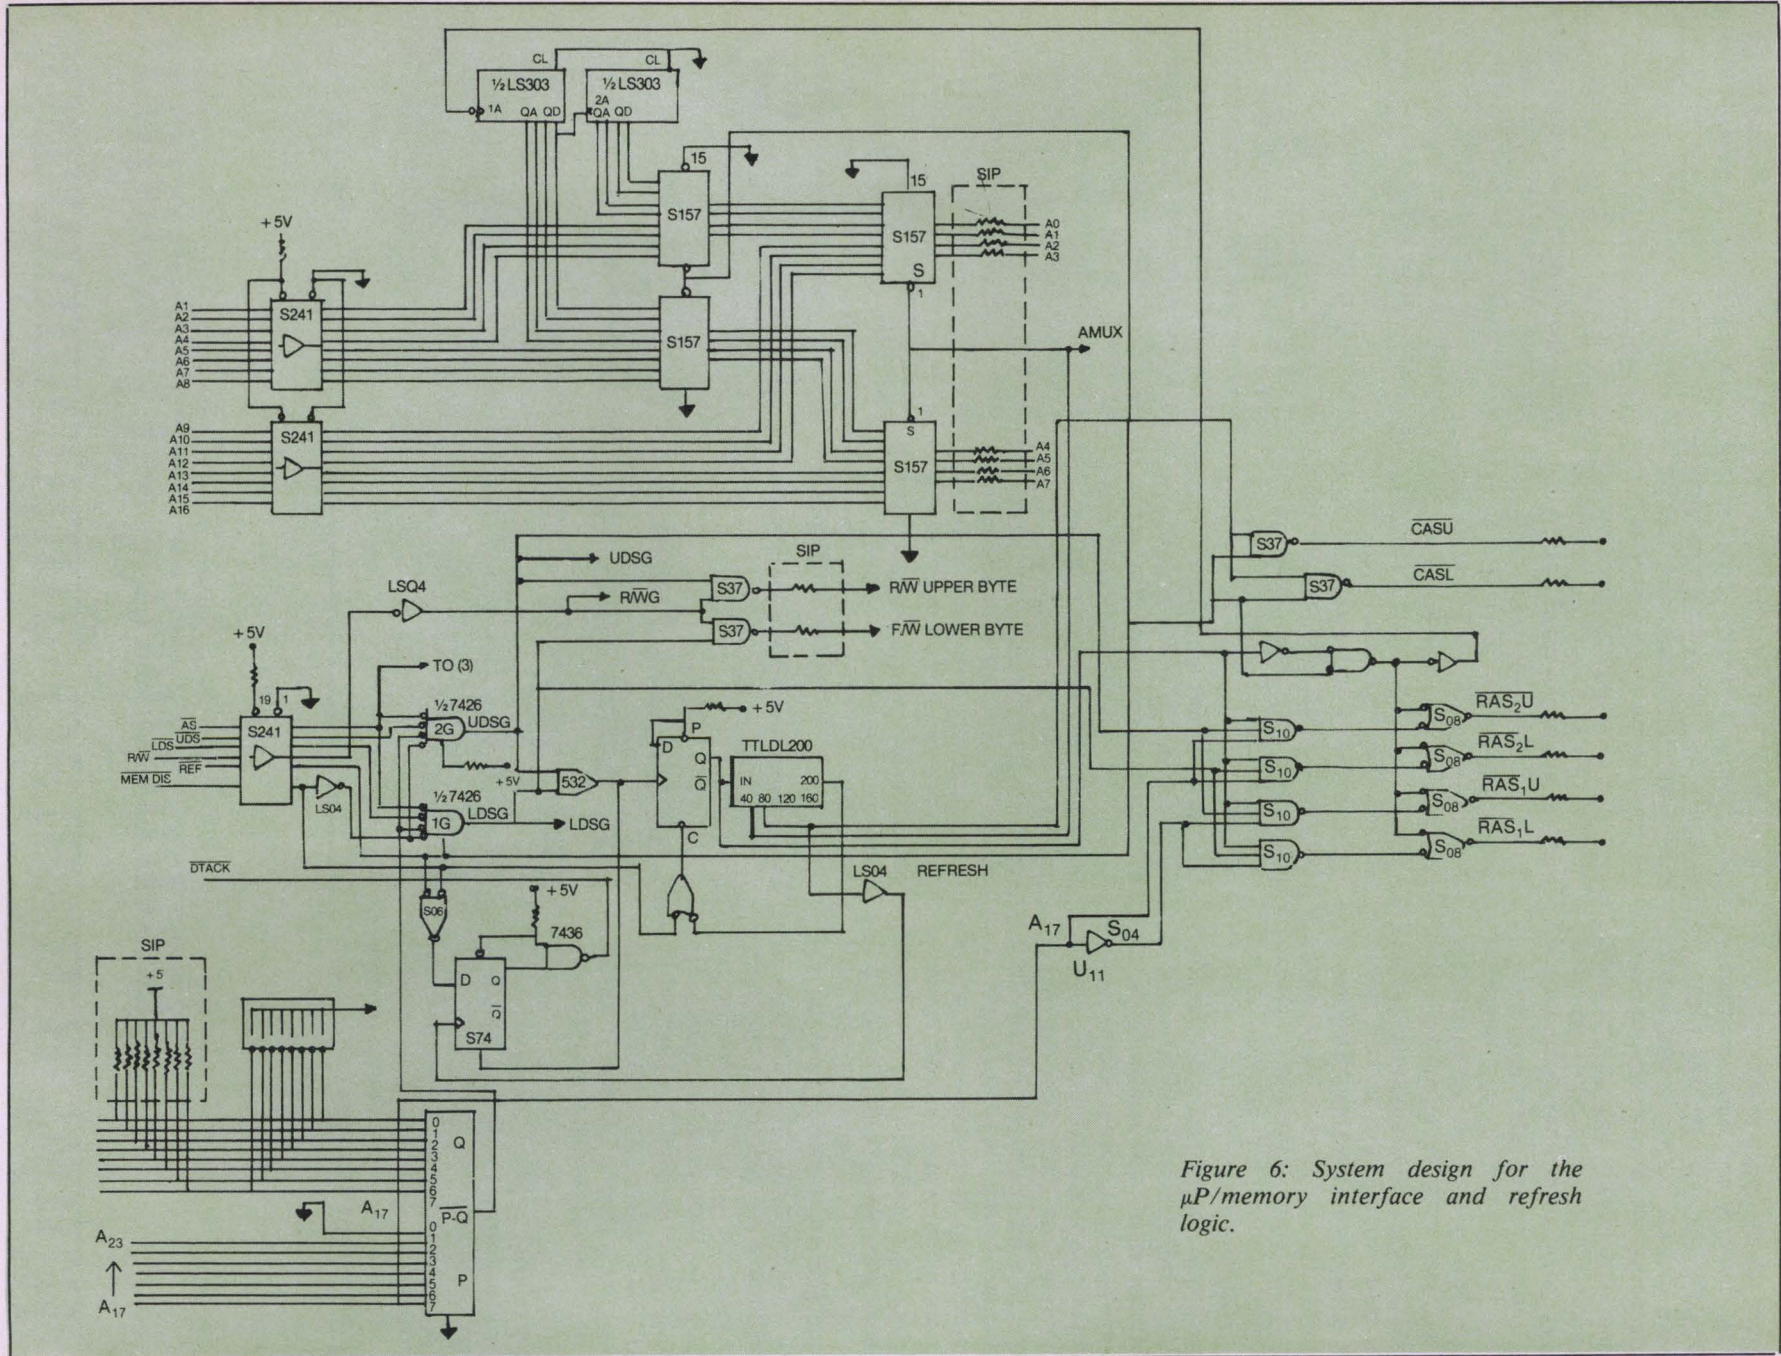 CL
CL
½LS303
½LS303
1A
QA QD
2A
QA QD
15
S157
15
SIP
S157
S
1
A0
A1
A2
A3
+5V
S241
A1
A2
A3
A4
A5
A6
A7
A8
S157
AMUX
A9
A10
A11
A12
A13
A14
A15
A16
S241
1
S
S157
A4
A5
A6
A7
UDSG
SIP
S37
R/W UPPER BYTE
LSQ4
R/WG
S37
F/W LOWER BYTE
S37
CASU
S37
CASL
+5V
TO (3)
19 1
S241
AS
UDS
LDS
R/W
REF
MEM DIS
LS04
½7426
2G
UDSG
+5V
½7426
1G
LDSG
LDSG
532
+5V
P
D
Q
Q
C
TTLDL200
IN 200
40 80 120 160
S10
S10
S10
S10
S08
S08
S08
S08
RAS2U
RAS2L
RAS1U
RAS1L
DTACK
LS04
REFRESH
S06
+5V
7436
D Q
Q
S74
A17
S04
U11
SIP
+5
0
1
2
3
4
5
6
7
Q
P-Q
A17
0
1
2
3
4
5
6
7
P
A23
A17
Figure 6: System design for the
µP/memory interface and refresh
logic.